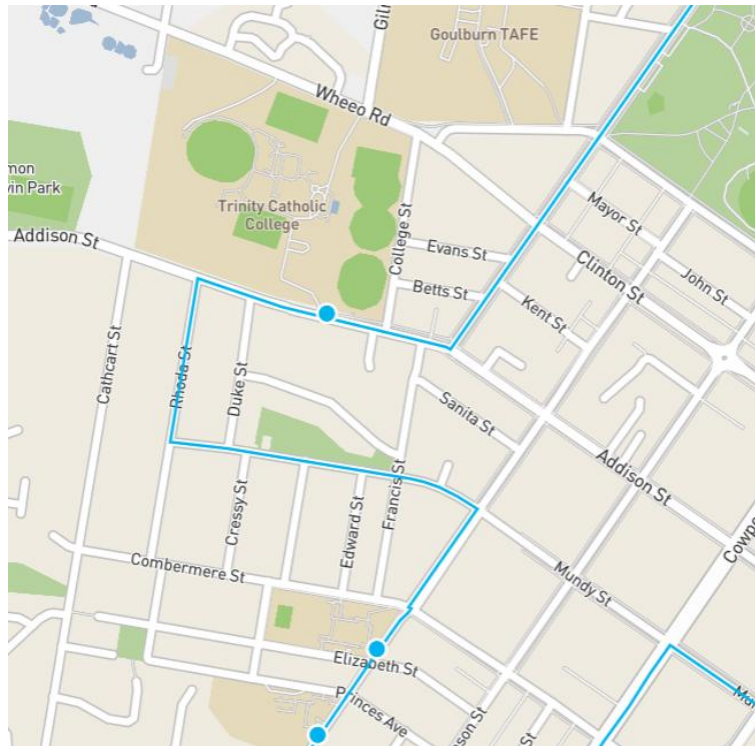 Goulburn TAFE
Wheeo Rd
mon
vin Park
Trinity Catholic
College
College St
Mayor St
Addison St
Evans St
Clinton St
John St
Betts St
Kent St
Cathcart St
Rhoda St
Duke St
Sanita St
Addison St
Francis St
Cressy St
Edward St
Combermere St
Mundy St
Elizabeth St
Princes Ave